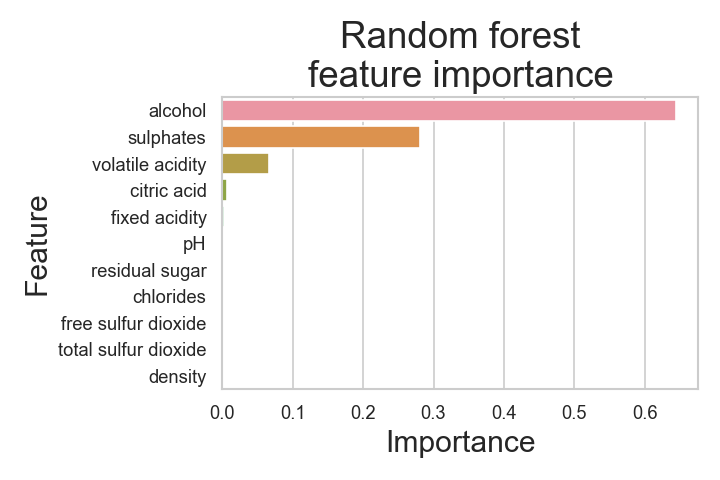 Random forest
feature importance
alcohol
sulphates
volatile acidity
citric acid
fixed acidity
pH
residual sugar
chlorides
free sulfur dioxide
total sulfur dioxide
density
Feature
0.0 0.1 0.2 0.3 0.4 0.5 0.6
Importance